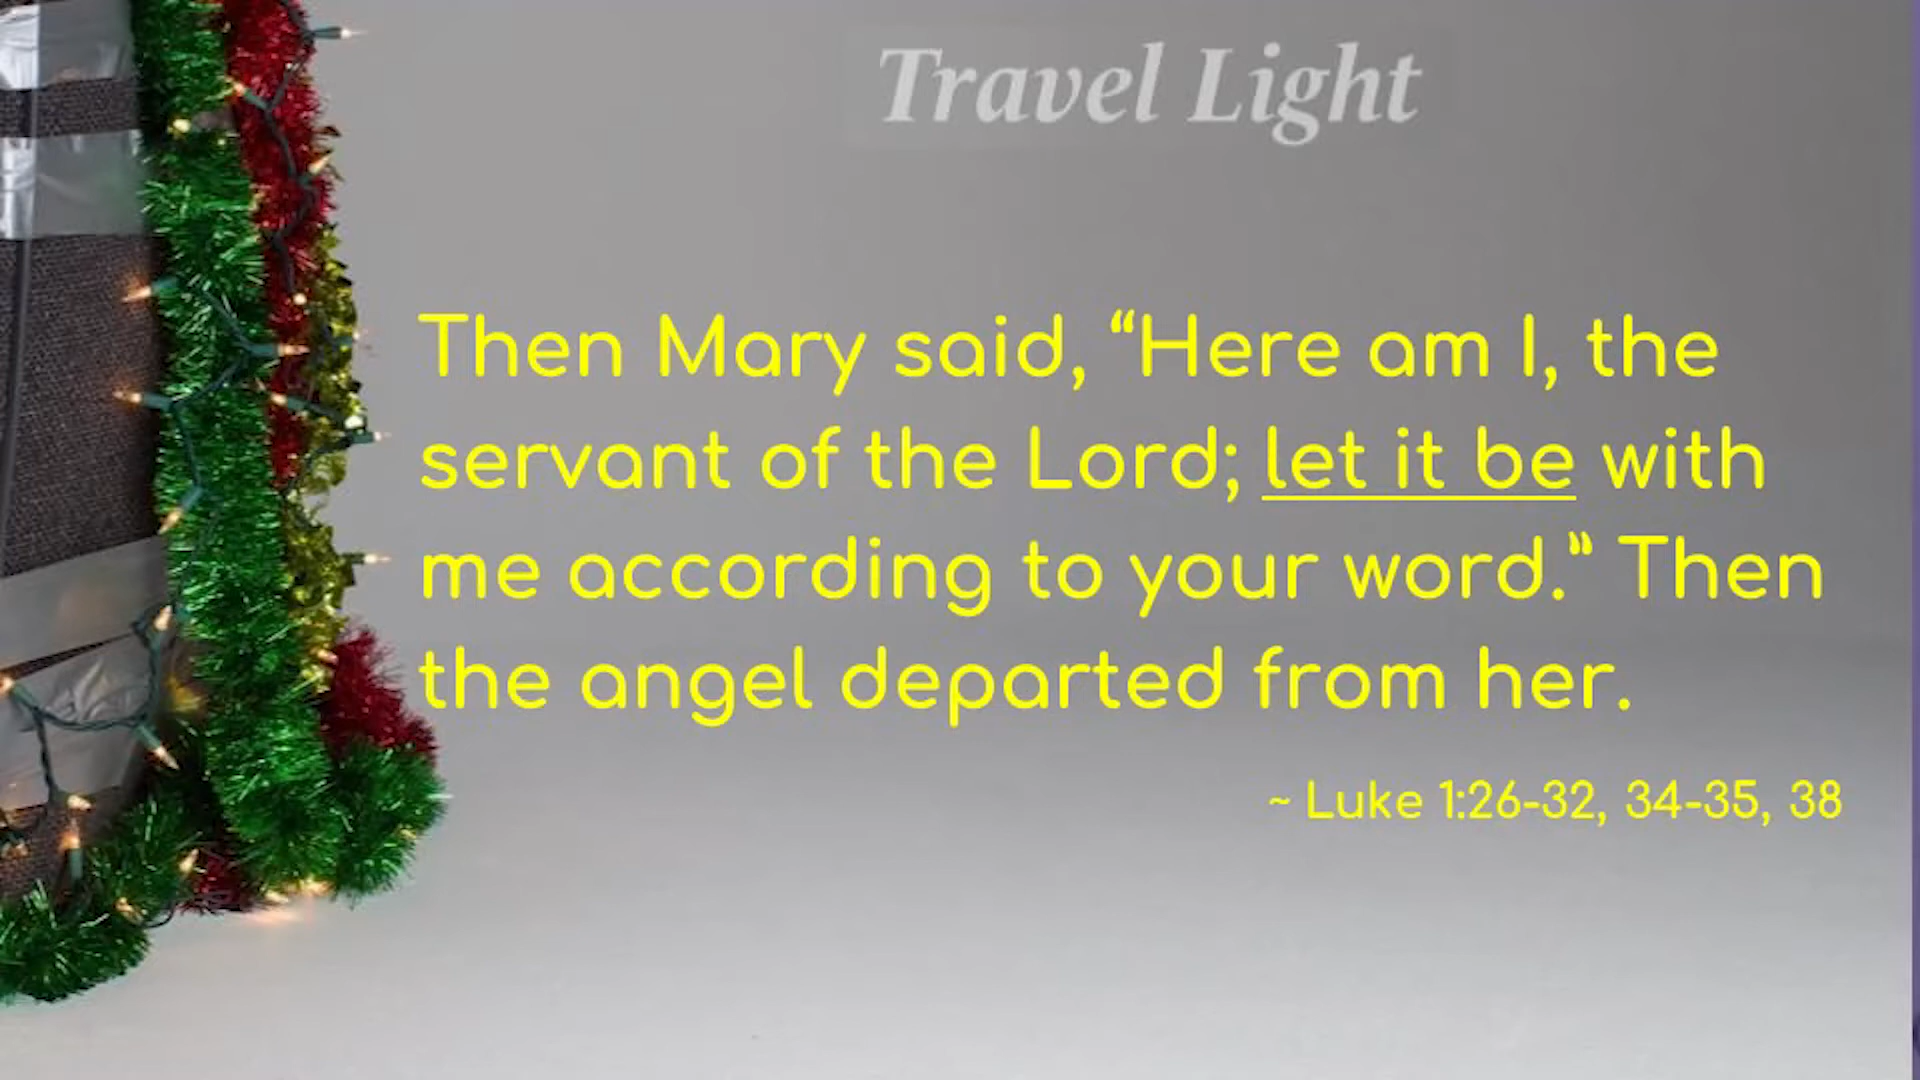 Travel Light
Then Mary said, “Here am I, the
servant of the Lord; let it be with
me according to your word.” Then
the angel departed from her.
~ Luke 1:26-32, 34-35, 38